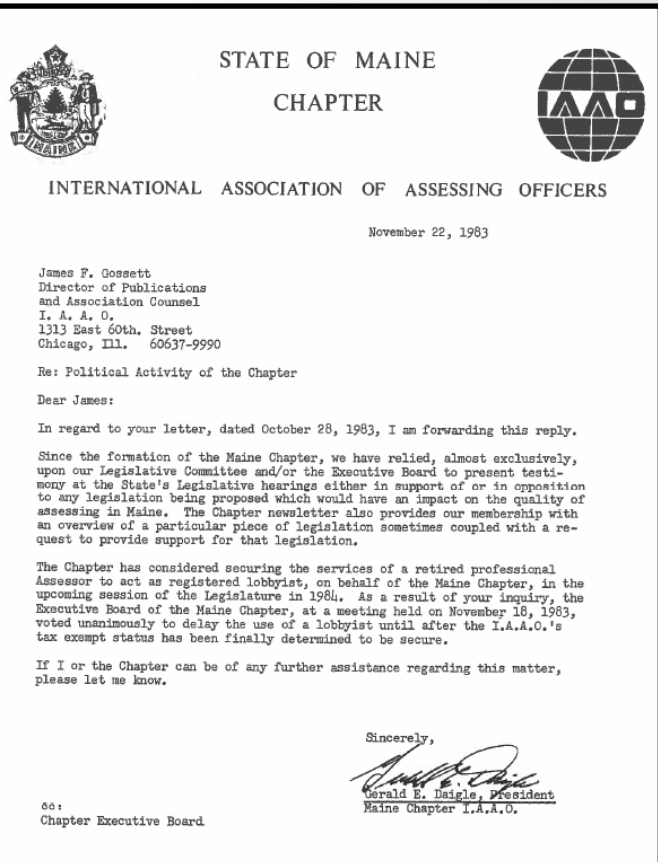 STATE OF MAINE
CHAPTER
MAINE
IAAO
INTERNATIONAL ASSOCIATION OF ASSESSING OFFICERS
November 22, 1983
James F. Gossett
Director of Publications
and Association Counsel
I. A. A. O.
1313 East 60th. Street
Chicago, Ill. 60637-9990
Re: Political Activity of the Chapter
Dear James:
In regard to your letter, dated October 28, 1983, I am forwarding this reply.
Since the formation of the Maine Chapter, we have relied, almost exclusively,
upon our Legislative Committee and/or the Executive Board to present testi-
mony at the State's Legislative hearings either in support of or in opposition
to any legislation being proposed which would have an impact on the quality of
assessing in Maine. The Chapter newsletter also provides our membership with
an overview of a particular piece of legislation sometimes coupled with a re-
quest to provide support for that legislation.
The Chapter has considered securing the services of a retired professional
Assessor to act as registered lobbyist, on behalf of the Maine Chapter, in the
upcoming session of the Legislature in 1984. As a result of your inquiry, the
Executive Board of the Maine Chapter, at a meeting held on November 18, 1983,
voted unanimously to delay the use of a lobbyist until after the I.A.A.O.'s
tax exempt status has been finally determined to be secure.
If I or the Chapter can be of any further assistance regarding this matter,
please let me know.
Sincerely,
Gerald E. Daigle
Gerald E. Daigle, President
Maine Chapter I.A.A.O.
cc:
Chapter Executive Board